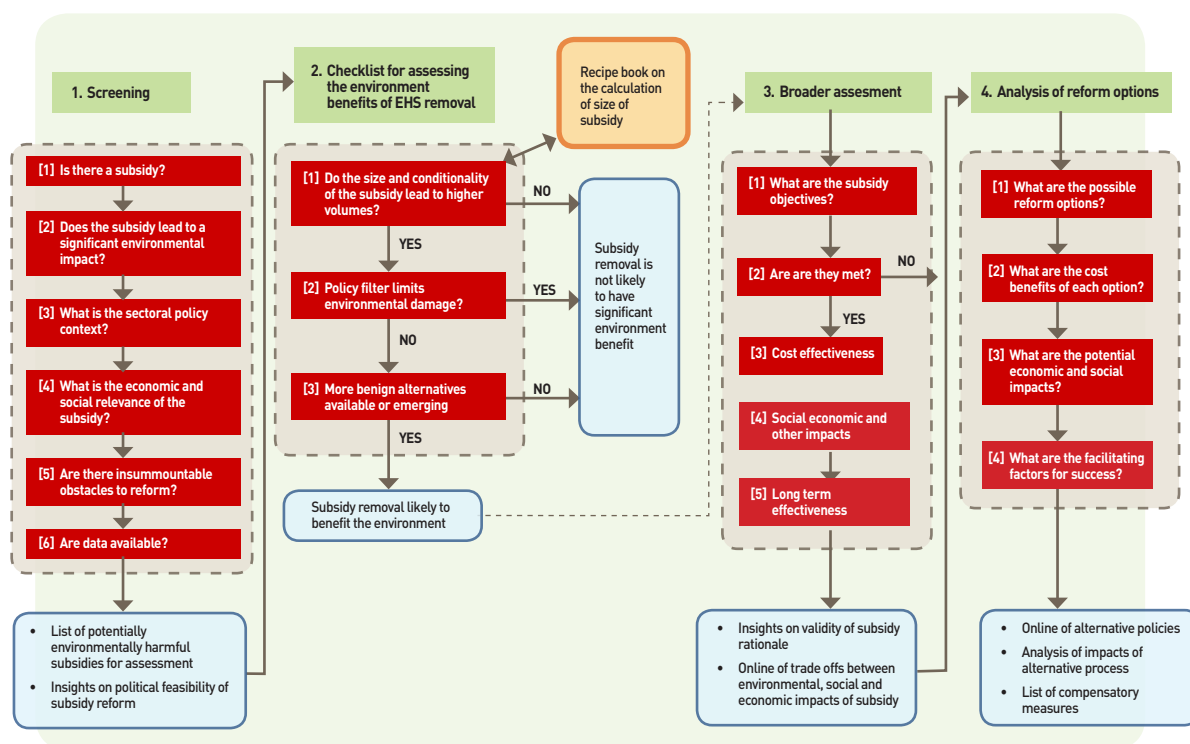 1. Screening
[1] Is there a subsidy?
[2] Does the subsidy lead to a
significant environmental
impact?
[3] What is the sectoral policy
context?
[4] What is the economic and
social relevance of the
subsidy?
[5] Are there insummountable
obstacles to reform?
[6] Are data available?
• List of potentially
environmentally harmful
subsidies for assessment
• Insights on political feasibility of
subsidy reform
2. Checklist for assessing
the environment
benefits of EHS removal
Recipe book on
the calculation
of size of
subsidy
[1] Do the size and conditionality
of the subsidy lead to higher
volumes?
NO
YES
[2] Policy filter limits
environmental damage?
YES
NO
[3] More benign alternatives
available or emerging
NO
YES
Subsidy
removal is
not likely
to have
significant
environment
benefit
Subsidy removal likely to
benefit the environment
3. Broader assesment
[1] What are the subsidy
objectives?
[2] Are are they met?
NO
YES
[3] Cost effectiveness
[4] Social economic and
other impacts
[5] Long term
effectiveness
• Insights on validity of subsidy
rationale
• Online of trade offs between
environmental, social and
economic impacts of subsidy
4. Analysis of reform options
[1] What are the possible
reform options?
[2] What are the cost
benefits of each option?
[3] What are the potential
economic and social
impacts?
[4] What are the facilitating
factors for success?
• Online of alternative policies
• Analysis of impacts of
alternative process
• List of compensatory
measures